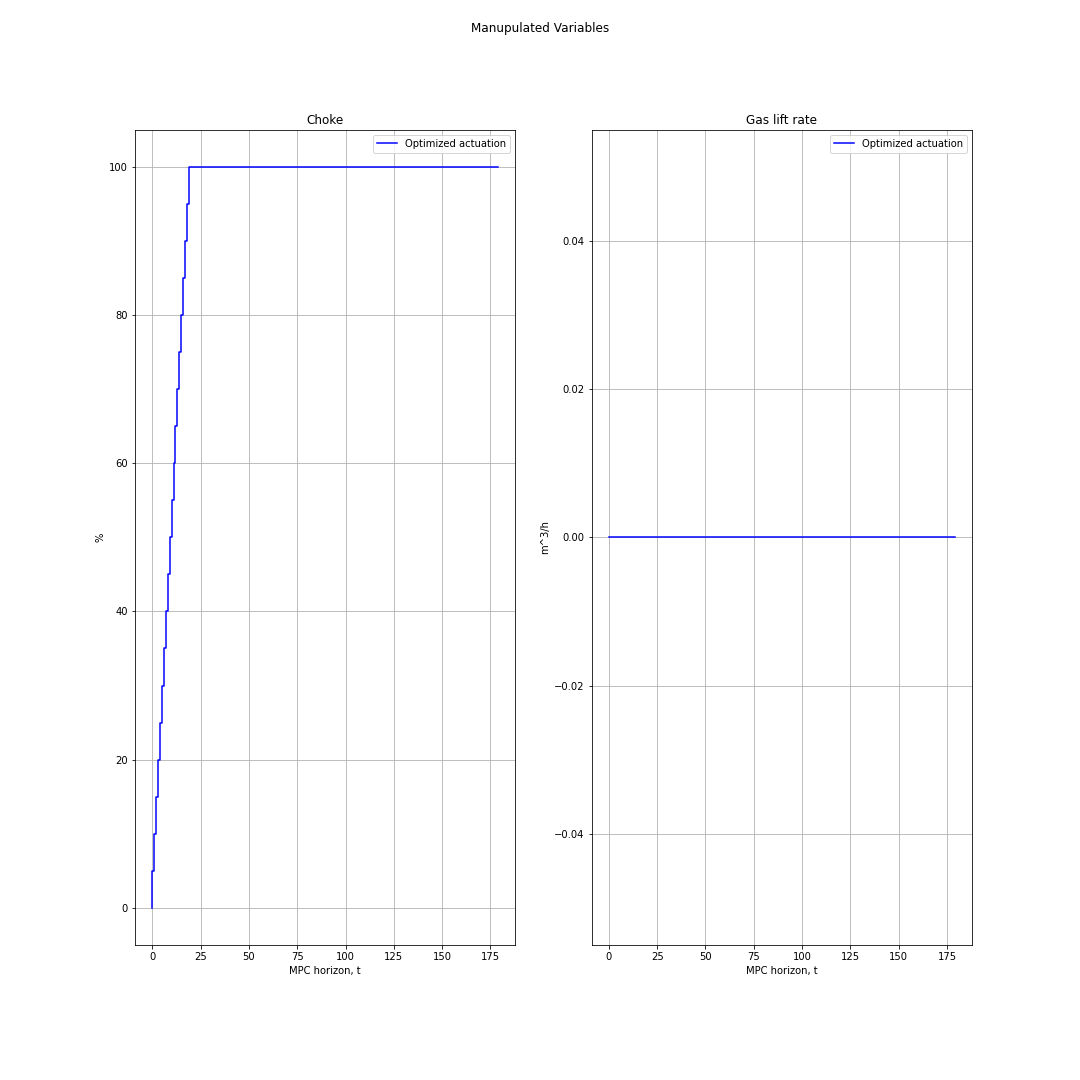 Manupulated Variables
Choke
Optimized actuation
100
80
60
40
20
0
%
0 25 50 75 100 125 150 175
MPC horizon, t
Gas lift rate
Optimized actuation
0.04
0.02
0.00
−0.02
−0.04
m^3/h
0 25 50 75 100 125 150 175
MPC horizon, t